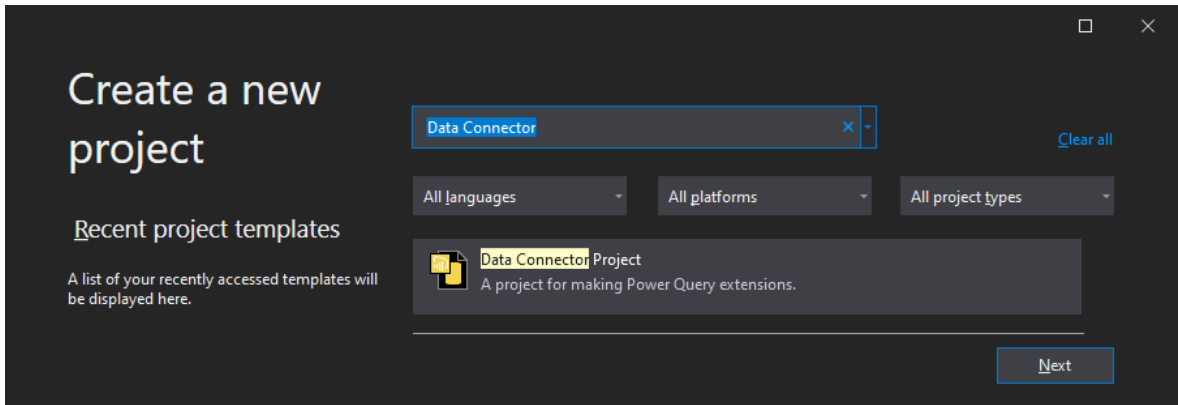 Create a new
project
Data Connector
Clear all
All languages
All platforms
All project types
Recent project templates
A list of your recently accessed templates will
be displayed here.
Data Connector Project
A project for making Power Query extensions.
Next